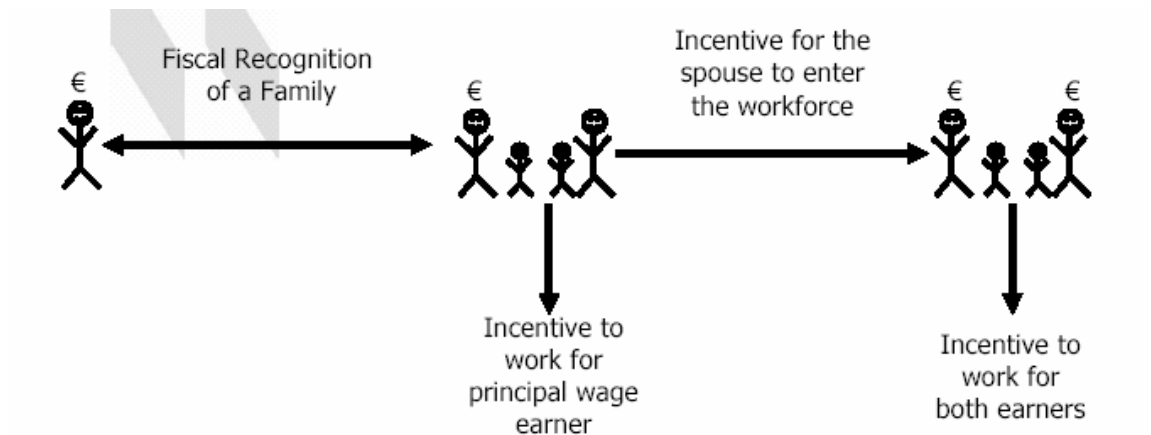 €
Fiscal Recognition
of a Family
€
Incentive for the
spouse to enter
the workforce
€
€
Incentive to
work for
principal wage
earner
Incentive to
work for
both earners